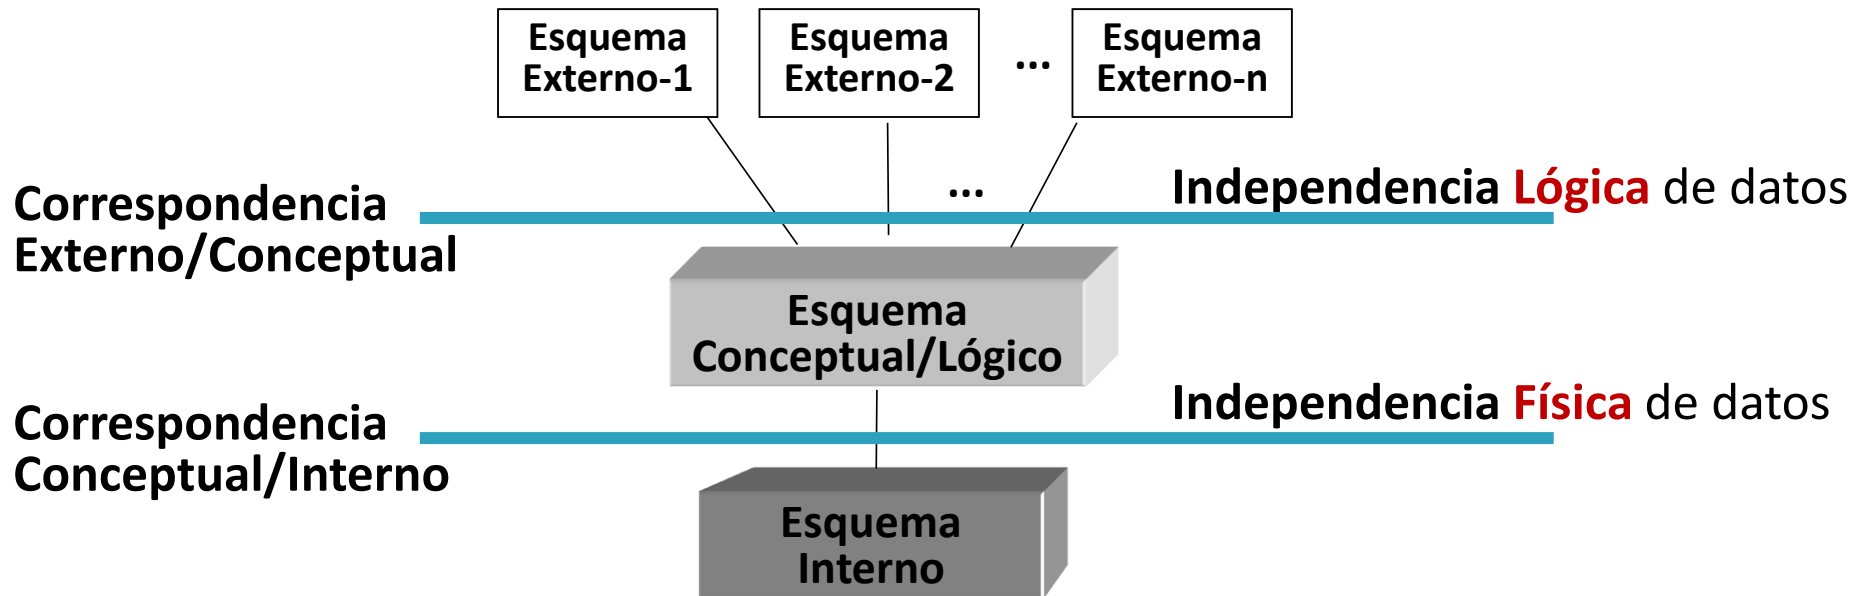 Esquema
Externo-1
Esquema
Externo-2
...
Esquema
Externo-n
Correspondencia
Externo/Conceptual
...
Independencia Lógica de datos
Esquema
Conceptual/Lógico
Correspondencia
Conceptual/Interno
Independencia Física de datos
Esquema
Interno